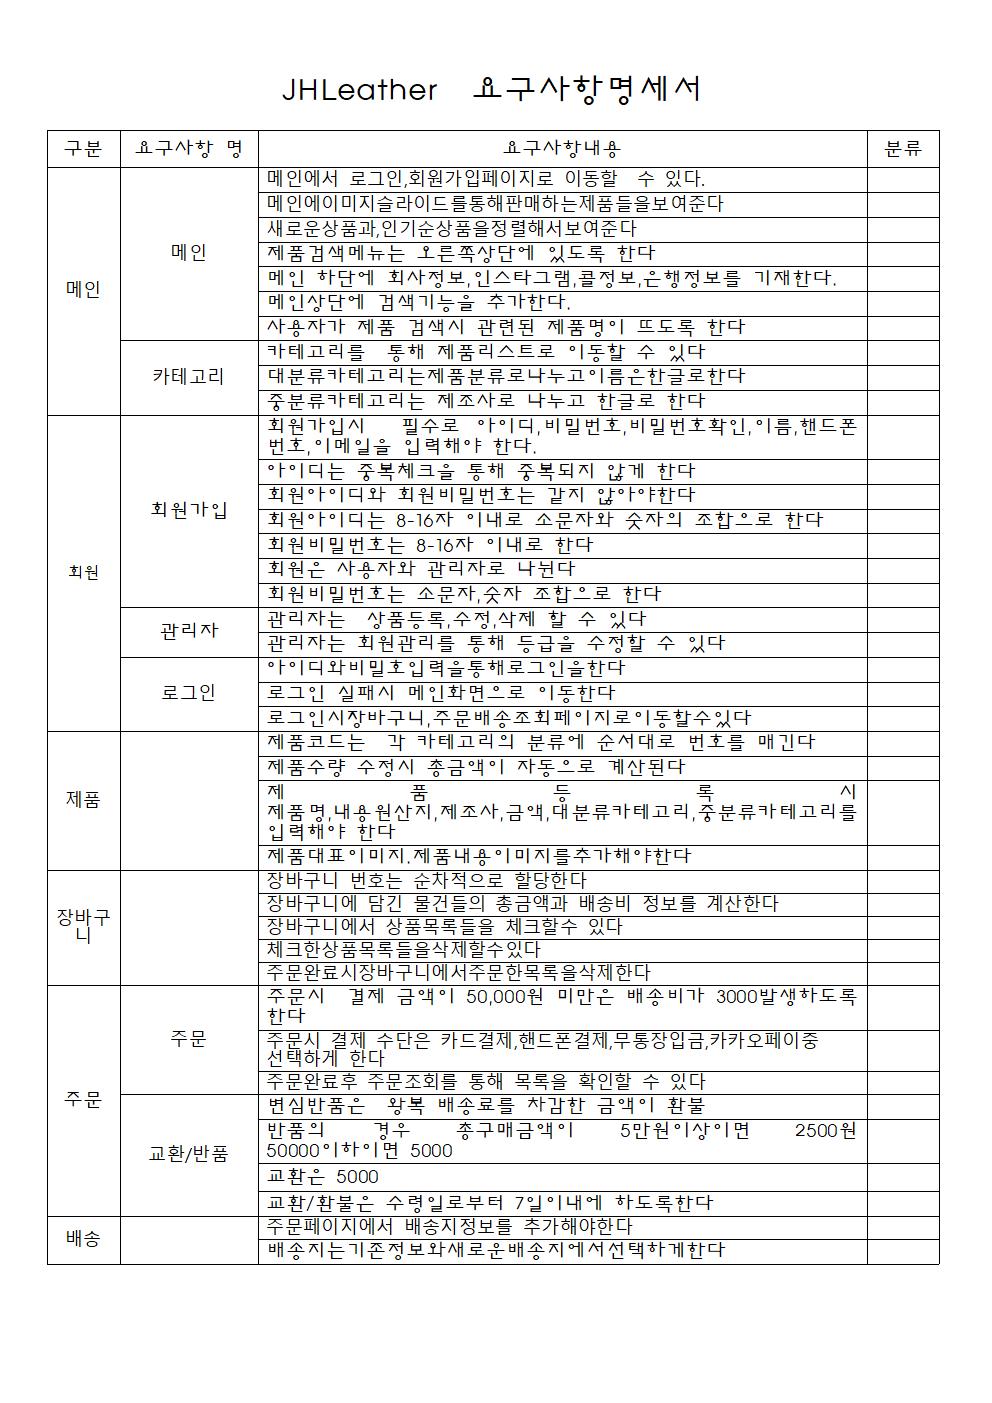 JHLeather 요구사항명세서
구분 요구사항 명 요구사항내용 분류
메인
메인
메인에서 로그인,회원가입페이지로 이동할 수 있다.
메인에이미지슬라이드를통해판매하는제품들을보여준다
새로운상품과,인기순상품을정렬해서보여준다
제품검색메뉴는 오른쪽상단에 있도록 한다
메인 하단에 회사정보,인스타그램,콜정보,은행정보를 기재한다.
메인상단에 검색기능을 추가한다.
사용자가 제품 검색시 관련된 제품명이 뜨도록 한다
카테고리
카테고리를 통해 제품리스트로 이동할 수 있다
대분류카테고리는제품분류로나누고이름은한글로한다
중분류카테고리는 제조사로 나누고 한글로 한다
회원
회원가입
회원가입시 필수로 아이디,비밀번호,비밀번호확인,이름,핸드폰
번호,이메일을 입력해야 한다.
아이디는 중복체크을 통해 중복되지 않게 한다
회원아이디와 회원비밀번호는 같지 않아야한다
회원아이디는 8-16자 이내로 소문자와 숫자의 조합으로 한다
회원비밀번호는 8-16자 이내로 한다
회원은 사용자와 관리자로 나뉜다
회원비밀번호는 소문자,숫자 조합으로 한다
관리자
관리자는 상품등록,수정,삭제 할 수 있다
관리자는 회원관리를 통해 등급을 수정할 수 있다
로그인
아이디와비밀호입력을통해로그인을한다
로그인 실패시 메인화면으로 이동한다
로그인시장바구니,주문배송조회페이지로이동할수있다
제품
제품코드는 각 카테고리의 분류에 순서대로 번호를 매긴다
제품수량 수정시 총금액이 자동으로 계산된다
제 품 등 록 시
제품명,내용원산지,제조사,금액,대분류카테고리,중분류카테고리를
입력해야 한다
제품대표이미지.제품내용이미지를추가해야한다
장바구
니
장바구니 번호는 순차적으로 할당한다
장바구니에 담긴 물건들의 총금액과 배송비 정보를 계산한다
장바구니에서 상품목록들을 체크할수 있다
체크한상품목록들을삭제할수있다
주문완료시장바구니에서주문한목록을삭제한다
주문
주문
주문시 결제 금액이 50,000원 미만은 배송비가 3000발생하도록
한다
주문시 결제 수단은 카드결제,핸드폰결제,무통장입금,카카오페이중
선택하게 한다
주문완료후 주문조회를 통해 목록을 확인할 수 있다
교환/반품
변심반품은 왕복 배송료를 차감한 금액이 환불
반품의 경우 총구매금액이 5만원이상이면 2500원
50000이하이면 5000
교환은 5000
교환/환불은 수령일로부터 7일이내에 하도록한다
배송
주문페이지에서 배송지정보를 추가해야한다
배송지는기존정보와새로운배송지에서선택하게한다